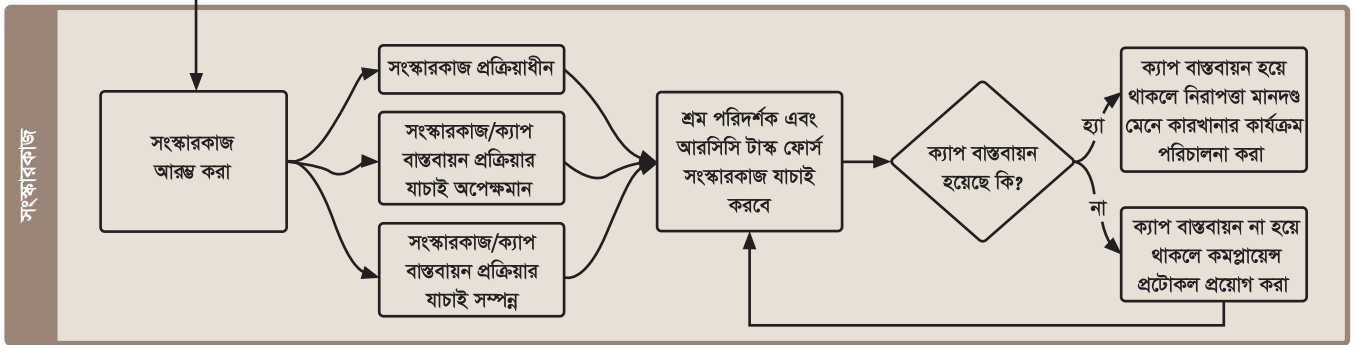 সংস্কারকাজ
সংস্কারকাজ
আরম্ভ করা
সংস্কারকাজ প্রক্রিয়াধীন
সংস্কারকাজ/ক্যাপ
বাস্তবায়ন প্রক্রিয়ার
যাচাই অপেক্ষমান
সংস্কারকাজ/ক্যাপ
বাস্তবায়ন প্রক্রিয়ার
যাচাই সম্পন্ন
শ্রম পরিদর্শক এবং
আরসিসি টাস্ক ফোর্স
সংস্কারকাজ যাচাই
করবে
ক্যাপ বাস্তবায়ন
হয়েছে কি?
হ্যা
ক্যাপ বাস্তবায়ন হয়ে
থাকলে নিরাপত্তা মানদণ্ড
মেনে কারখানার কার্যক্রম
পরিচালনা করা
না
ক্যাপ বাস্তবায়ন না হয়ে
থাকলে কমপ্লায়েন্স
প্রটোকল প্রয়োগ করা